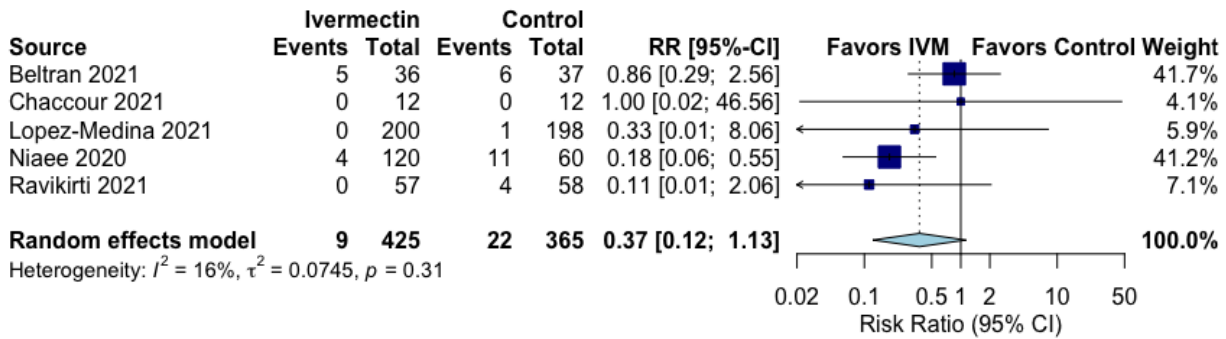 Ivermectin Control
Source Events Total Events Total RR [95%-CI] Favors IVM Favors Control Weight
Beltran 2021 5 36 6 37 0.86 [0.29; 2.56] 41.7%
Chaccour 2021 0 12 0 12 1.00 [0.02; 46.56] 4.1%
Lopez-Medina 2021 0 200 1 198 0.33 [0.01; 8.06] 5.9%
Niaee 2020 4 120 11 60 0.18 [0.06; 0.55] 41.2%
Ravikirti 2021 0 57 4 58 0.11 [0.01; 2.06] 7.1%
Random effects model 9 425 22 365 0.37 [0.12; 1.13] 100.0%
Heterogeneity: I² = 16%, τ² = 0.0745, p = 0.31
0.02 0.1 0.5 1 2 10 50
Risk Ratio (95% CI)